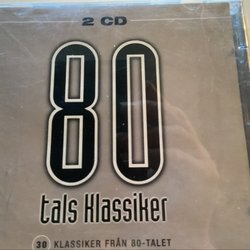 2 CD
80
tals Klassiker
30 KLASSIKER FRÅN 80-TALET